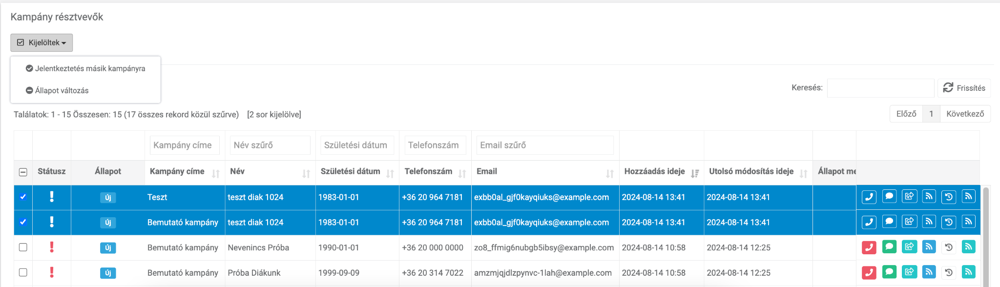 Kampány résztvevők
Kijelöltek
Jelentkeztetés másik kampányra
Állapot változás
Keresés: Frissítés
Találatok: 1 - 15 Összesen: 15 (17 összes rekord közül szűrve) [2 sor kijelölve]
Előző 1 Következő
Kampány címe Név szűrő Születési dátum Telefonszám Email szűrő
Státusz Állapot Kampány címe Név Születési dátum Telefonszám Email Hozzáadás ideje Utolsó módosítás ideje Állapot me
Új Teszt teszt diak 1024 1983-01-01 +36 20 964 7181 exbb0al_gjf0kayqiuks@example.com 2024-08-14 13:41 2024-08-14 13:41
Új Bemutató kampány teszt diak 1024 1983-01-01 +36 20 964 7181 exbb0al_gjf0kayqiuks@example.com 2024-08-14 13:41 2024-08-14 13:41
Új Bemutató kampány Nevenincs Próba 1990-01-01 +36 20 000 0000 zo8_ffmig6nubgb5ibsy@example.com 2024-08-14 10:58 2024-08-14 12:25
Új Bemutató kampány Próba Diákunk 1999-09-09 +36 20 314 7022 amzmjqjdlzpynvc-1lah@example.com 2024-08-14 10:58 2024-08-14 12:25